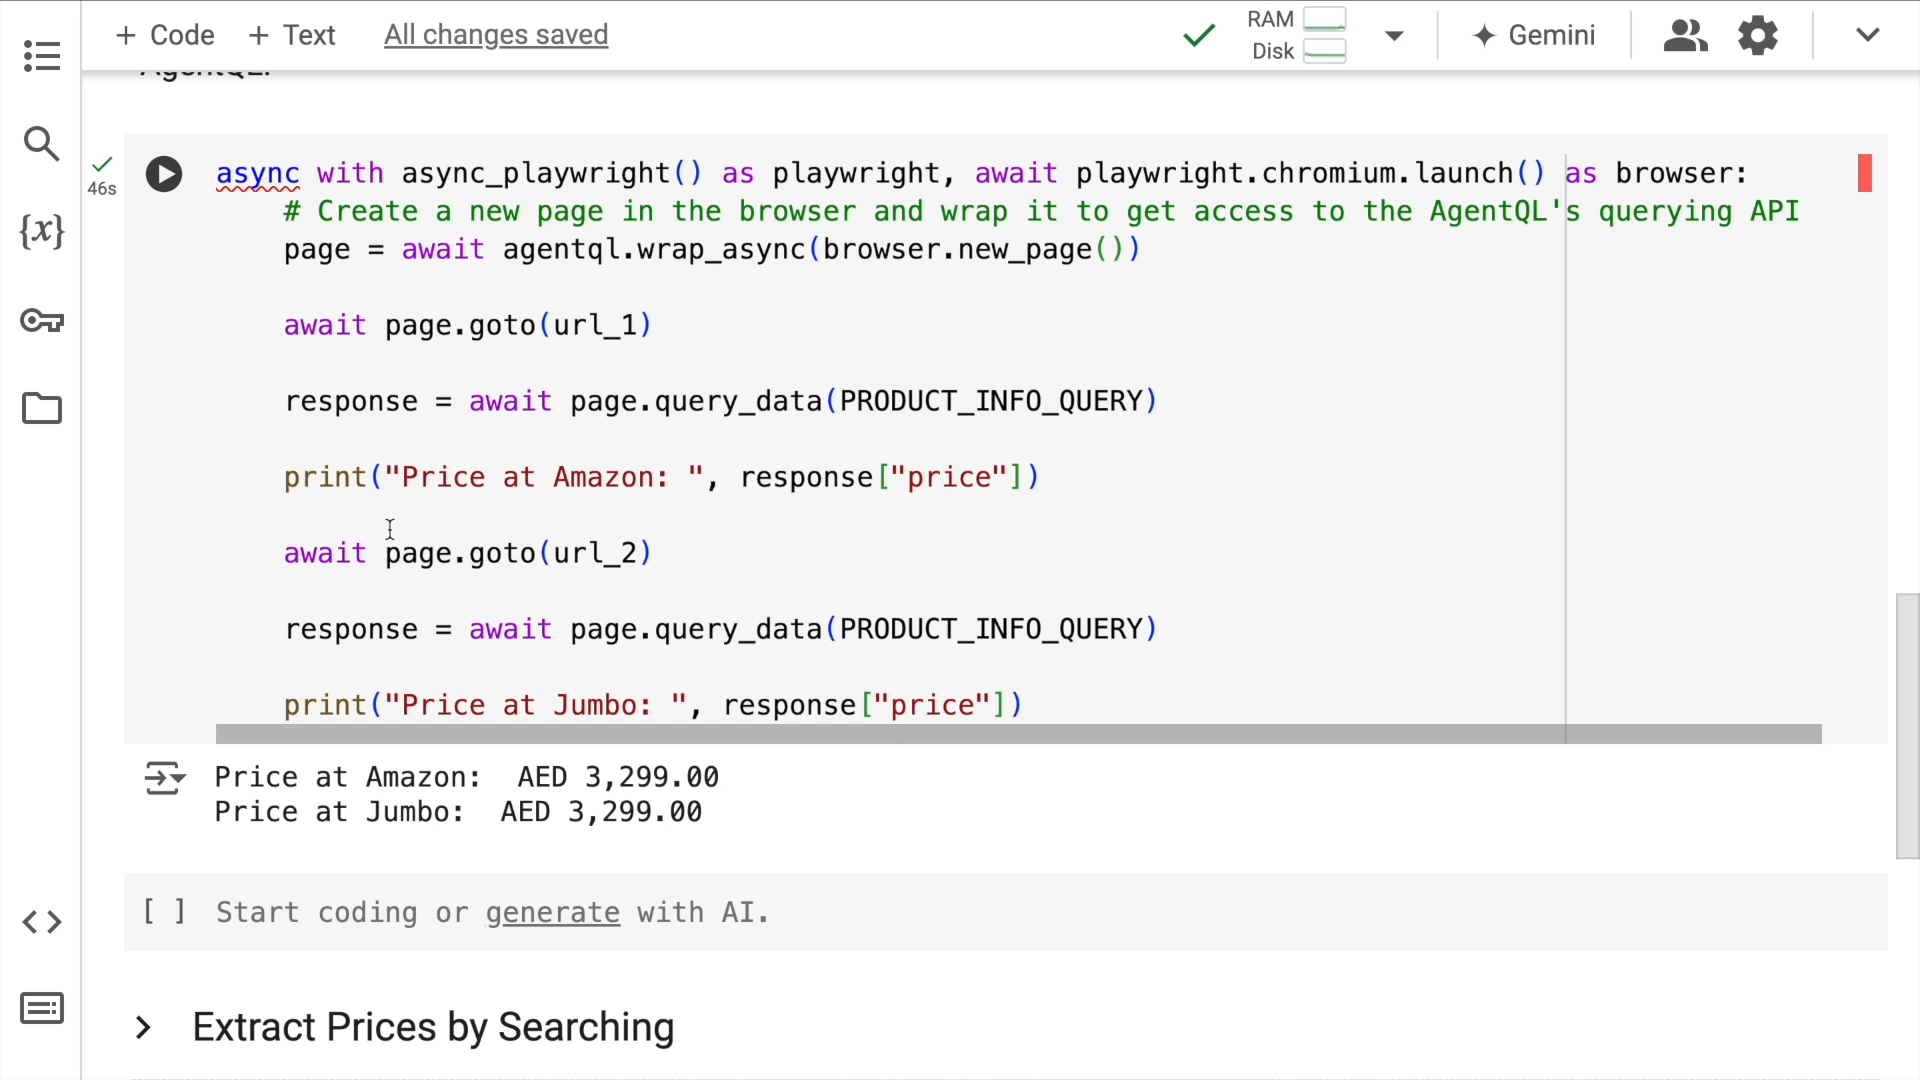 + Code + Text All changes saved RAM Disk Gemini
AgentQL.
46s
async with async_playwright() as playwright, await playwright.chromium.launch() as browser:
# Create a new page in the browser and wrap it to get access to the AgentQL's querying API
page = await agentql.wrap_async(browser.new_page())
await page.goto(url_1)
response = await page.query_data(PRODUCT_INFO_QUERY)
print("Price at Amazon: ", response["price"])
await page.goto(url_2)
response = await page.query_data(PRODUCT_INFO_QUERY)
print("Price at Jumbo: ", response["price"])
Price at Amazon:  AED 3,299.00
Price at Jumbo:  AED 3,299.00
[ ] Start coding or generate with AI.
Extract Prices by Searching